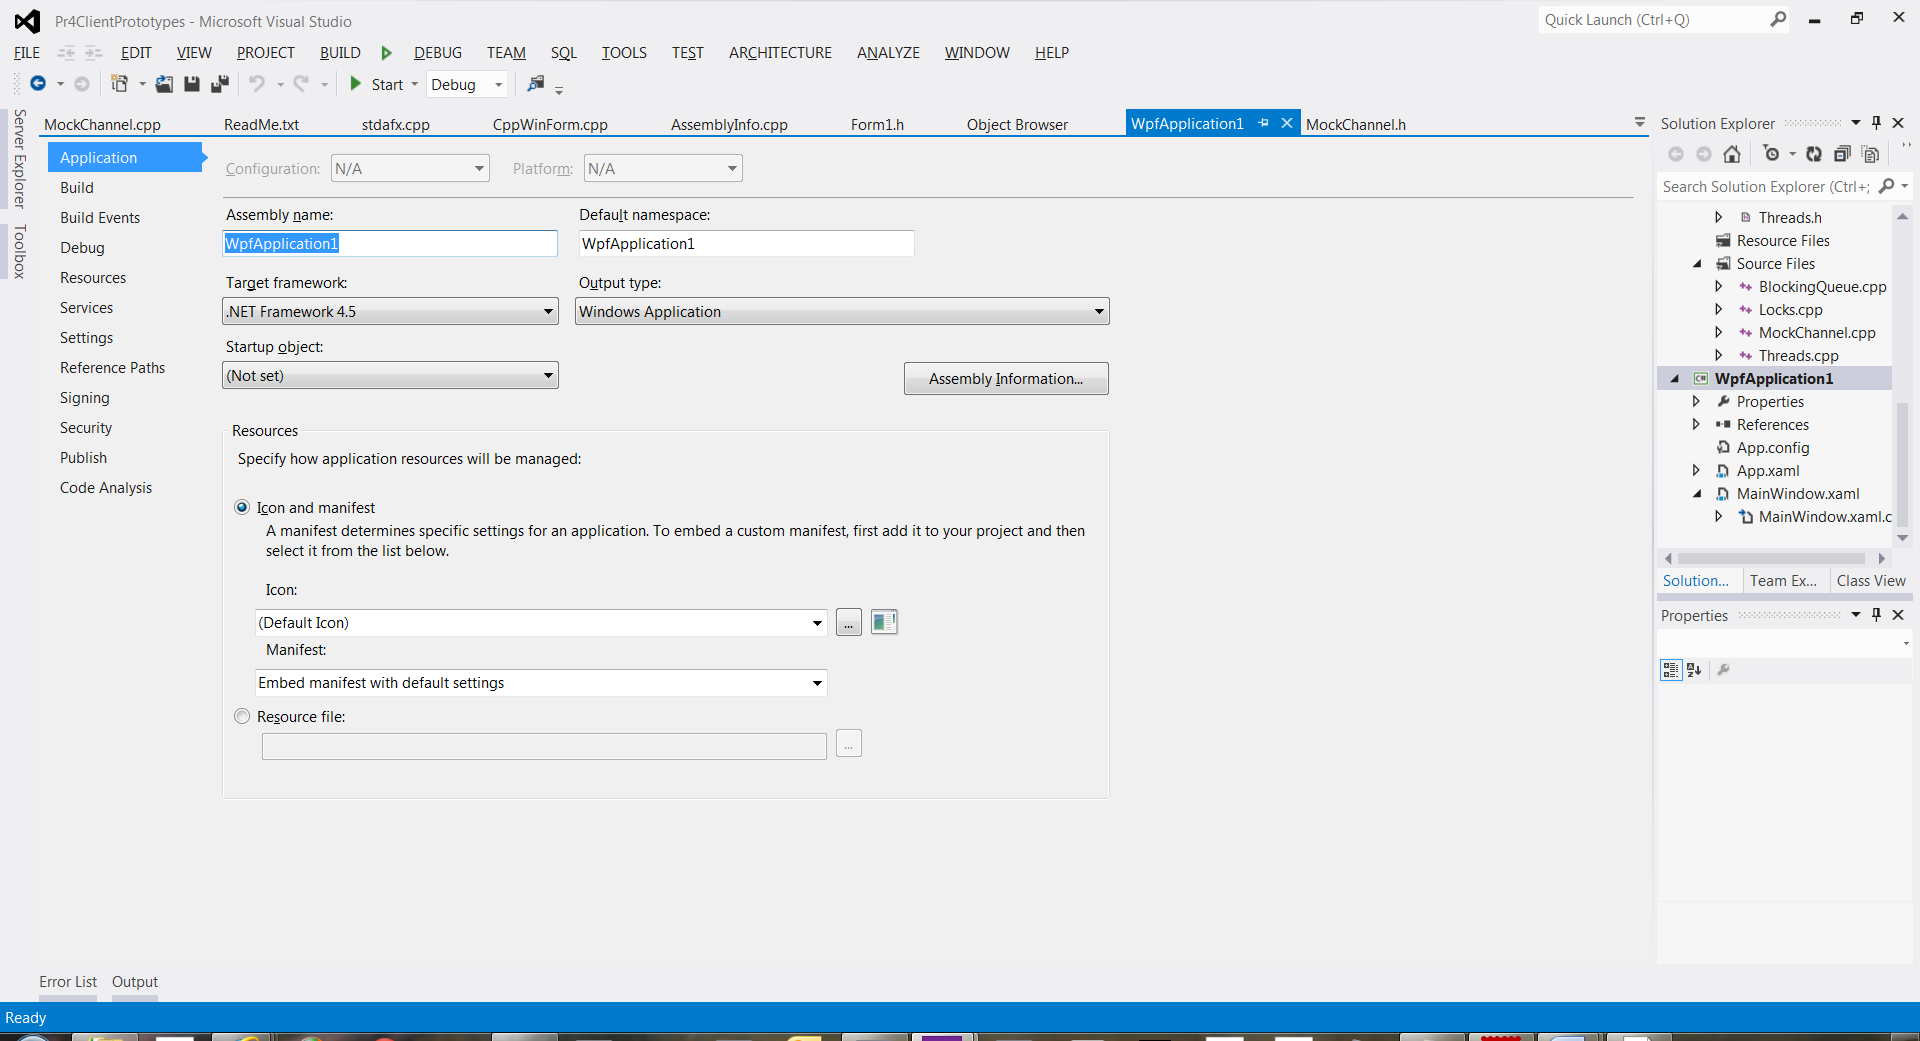 Pr4ClientPrototypes - Microsoft Visual Studio
Quick Launch (Ctrl+Q)
FILE EDIT VIEW PROJECT BUILD DEBUG TEAM SQL TOOLS TEST ARCHITECTURE ANALYZE WINDOW HELP
Start Debug
Server Explorer
Toolbox
MockChannel.cpp ReadMe.txt stdafx.cpp CppWinForm.cpp AssemblyInfo.cpp Form1.h Object Browser WpfApplication1 MockChannel.h
Application
Build
Build Events
Debug
Resources
Services
Settings
Reference Paths
Signing
Security
Publish
Code Analysis
Configuration: N/A Platform: N/A
Assembly name: Default namespace:
WpfApplication1 WpfApplication1
Target framework: Output type:
.NET Framework 4.5 Windows Application
Startup object:
(Not set)
Assembly Information...
Resources
Specify how application resources will be managed:
Icon and manifest
A manifest determines specific settings for an application. To embed a custom manifest, first add it to your project and then
select it from the list below.
Icon:
(Default Icon) ...
Manifest:
Embed manifest with default settings
Resource file:
...
Solution Explorer
Search Solution Explorer (Ctrl+;
Threads.h
Resource Files
Source Files
BlockingQueue.cpp
Locks.cpp
MockChannel.cpp
Threads.cpp
WpfApplication1
Properties
References
App.config
App.xaml
MainWindow.xaml
MainWindow.xaml.c
Solution... Team Ex... Class View
Properties
Error List Output
Ready